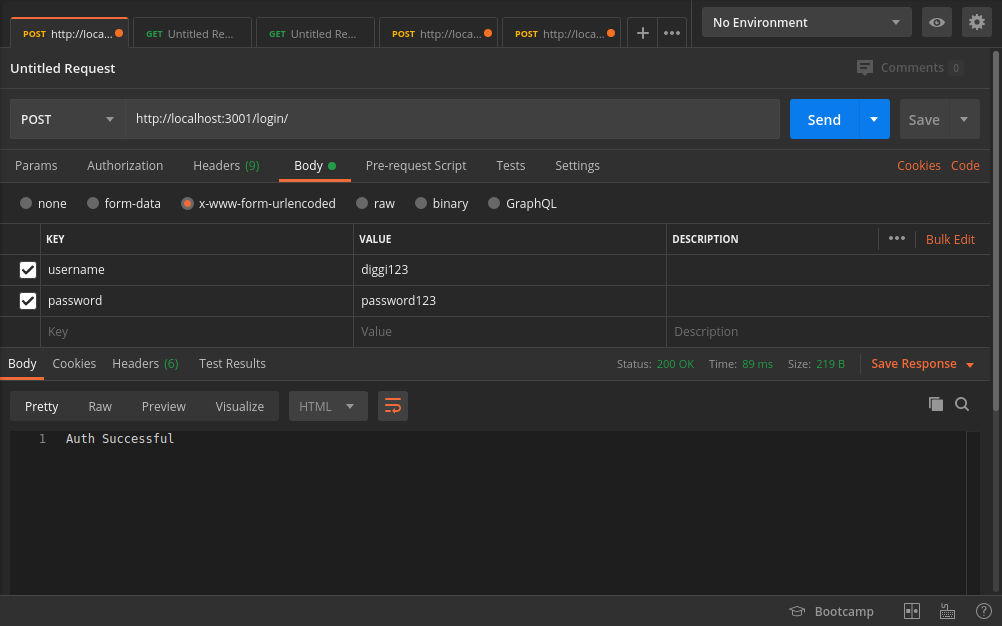 POST http://loca... GET Untitled Re... GET Untitled Re... POST http://loca... POST http://loca... + ••• No Environment
Untitled Request Comments 0
POST http://localhost:3001/login/ Send Save
Params Authorization Headers (9) Body Pre-request Script Tests Settings Cookies Code
none form-data x-www-form-urlencoded raw binary GraphQL
KEY VALUE DESCRIPTION ••• Bulk Edit
username diggi123
password password123
Key Value Description
Body Cookies Headers (6) Test Results Status: 200 OK Time: 89 ms Size: 219 B Save Response
Pretty Raw Preview Visualize HTML
1 Auth Successful
Bootcamp ?